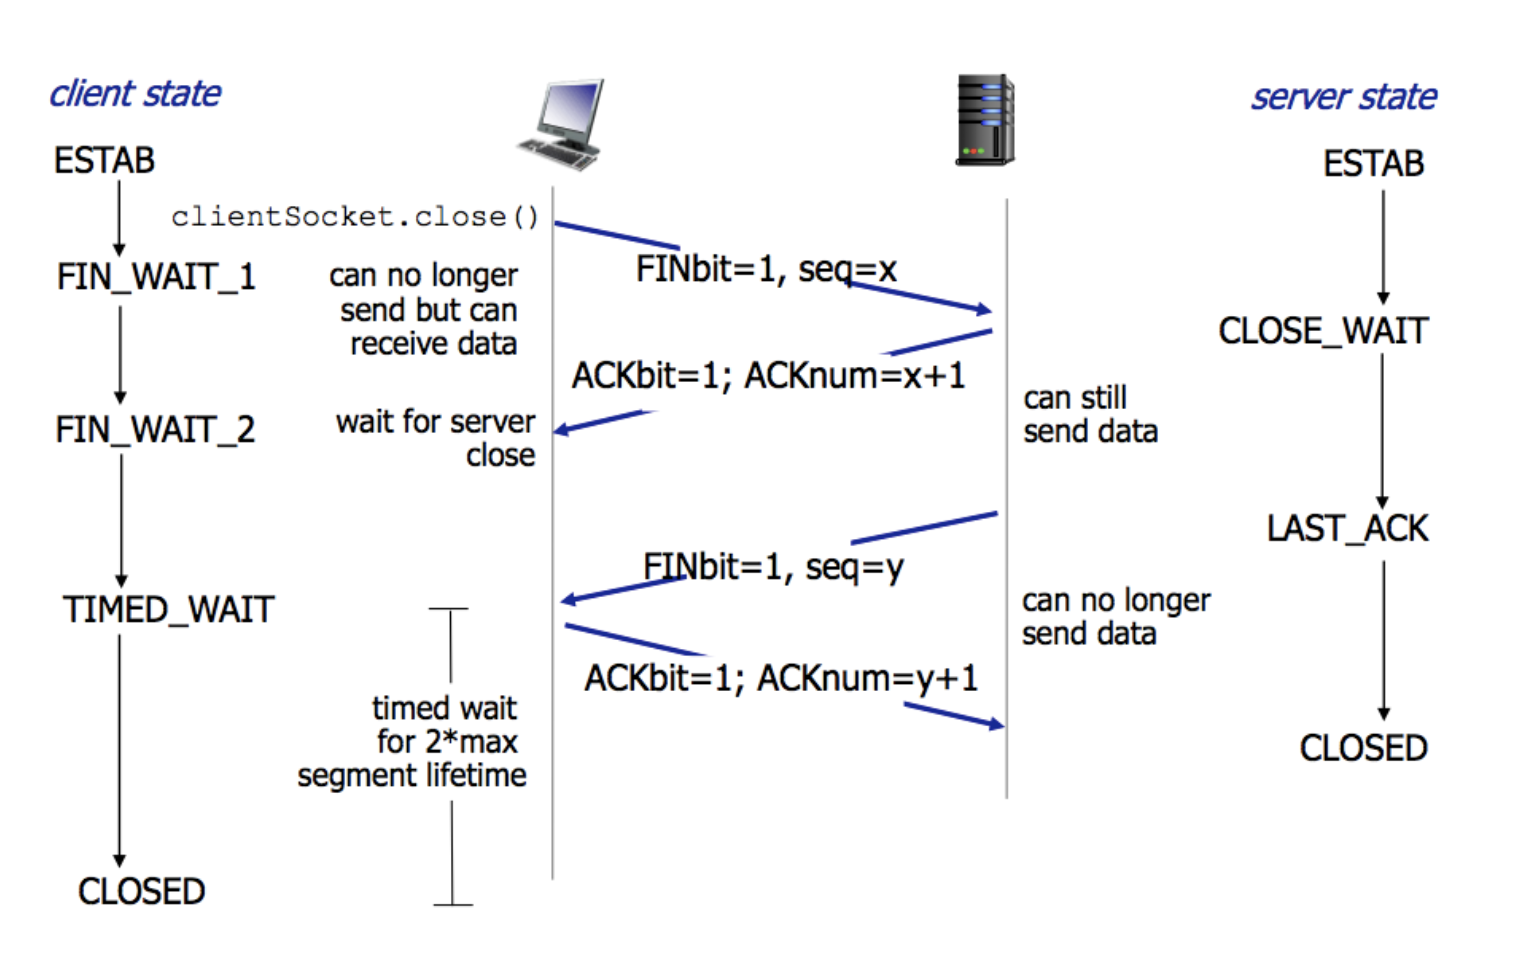 client state
server state
ESTAB
ESTAB
clientSocket.close()
FINbit=1, seq=x
FIN_WAIT_1
can no longer
send but can
receive data
CLOSE_WAIT
ACKbit=1; ACKnum=x+1
can still
send data
FIN_WAIT_2
wait for server
close
LAST_ACK
FINbit=1, seq=y
TIMED_WAIT
can no longer
send data
ACKbit=1; ACKnum=y+1
timed wait
for 2*max
segment lifetime
CLOSED
CLOSED